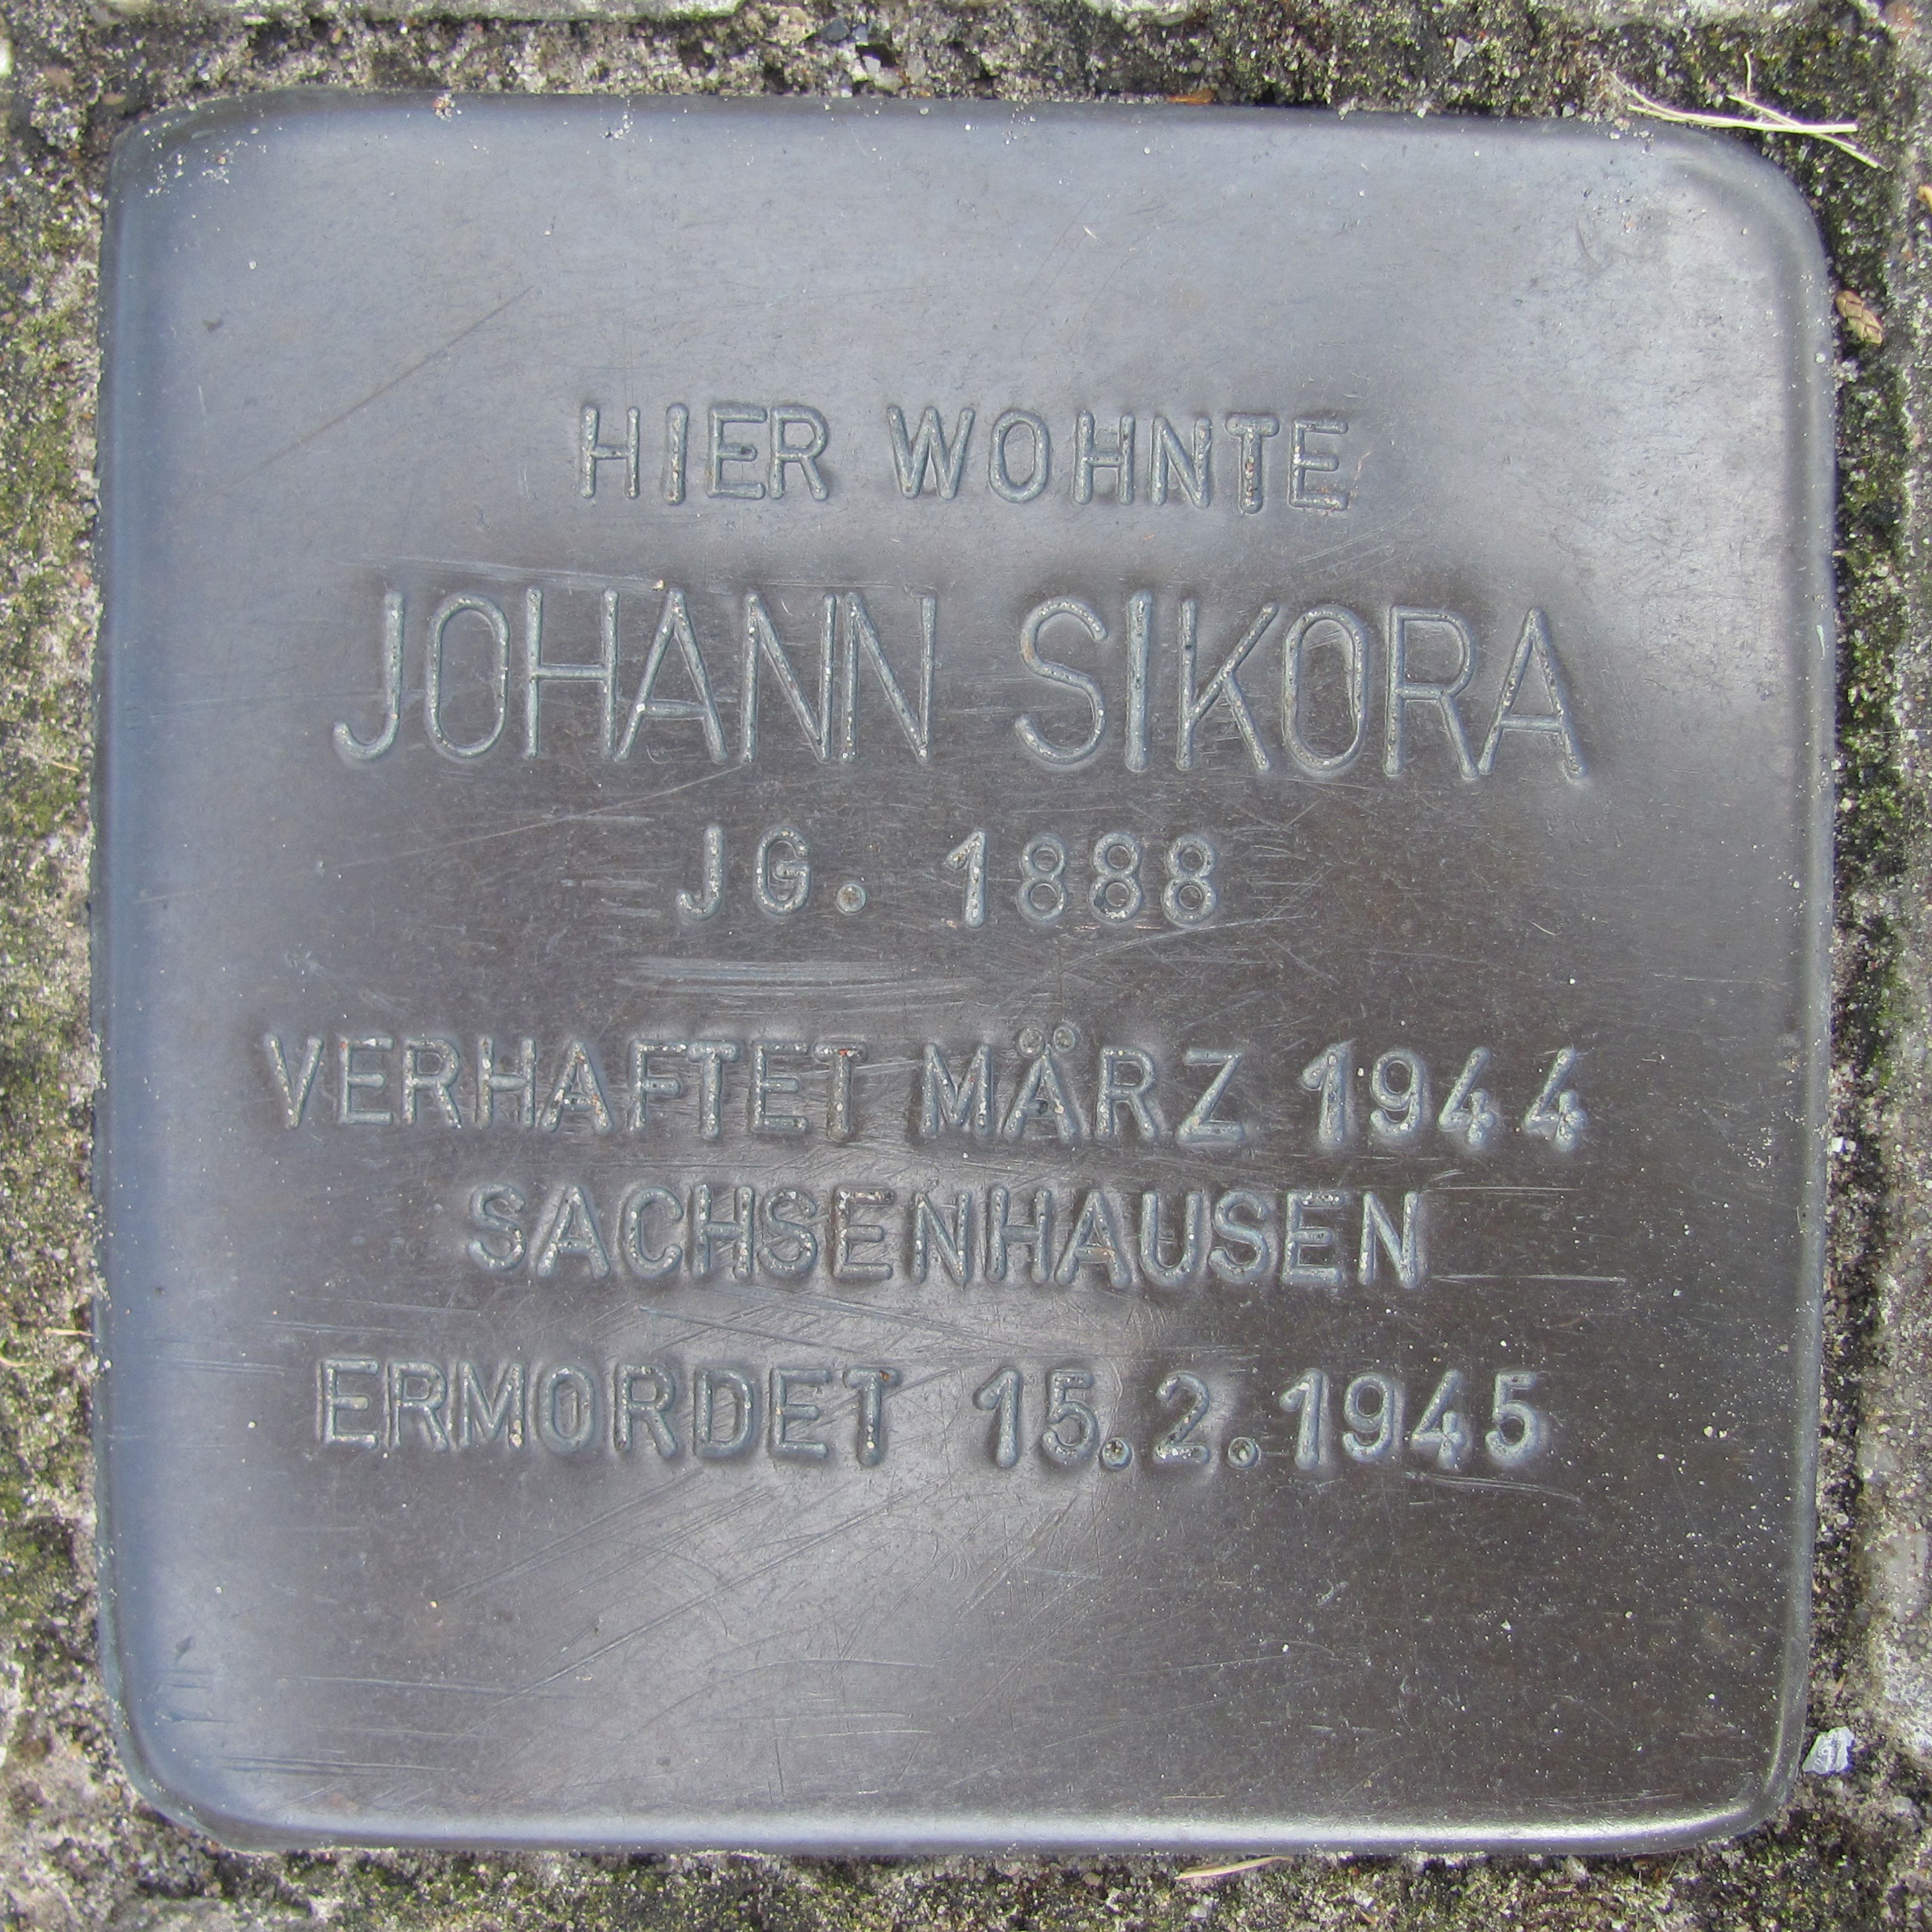 HIER WOHNTE
JOHANN SIKORA
JG. 1888
VERHAFTET MÄRZ 1944
SACHSENHAUSEN
ERMORDET 15.2.1945